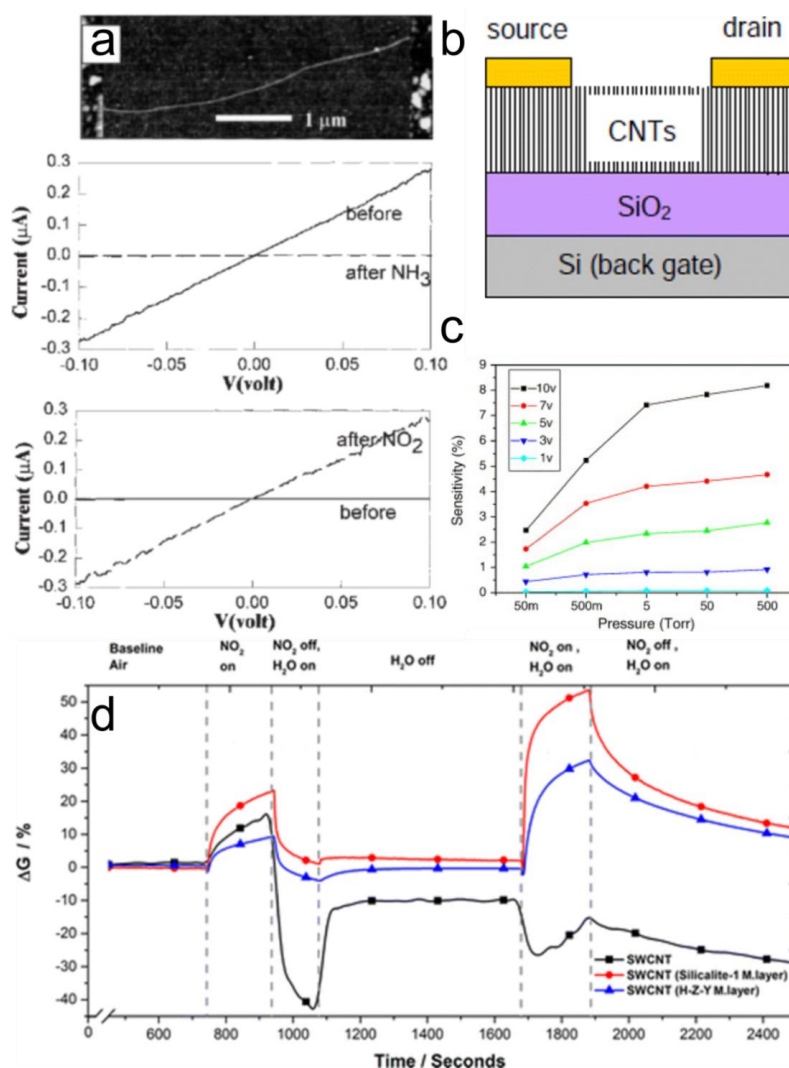 a
1 μm
0.3
0.2
0.1
0.0
-0.1
-0.2
-0.3
Current (μA)
before
after NH3
-0.10
-0.05
0.00
0.05
0.10
V(volt)
0.3
0.2
0.1
0.0
-0.1
-0.2
-0.3
Current (μA)
after NO2
before
-0.10
-0.05
0.00
0.05
0.10
V(volt)
b
source
drain
CNTs
SiO2
Si (back gate)
c
9
8
7
6
5
4
3
2
1
0
Sensitivity (%)
10v
7v
5v
3v
1v
50m
500m
5
50
500
Pressure (Torr)
d
Baseline
Air
NO2
on
NO2 off,
H2O on
H2O off
NO2 on ,
H2O on
NO2 off ,
H2O on
50
40
30
20
10
0
-10
-20
-30
-40
ΔG / %
SWCNT
SWCNT (Silicalite-1 M.layer)
SWCNT (H-Z-Y M.layer)
0
600
800
1000
1200
1400
1600
1800
2000
2200
2400
Time / Seconds